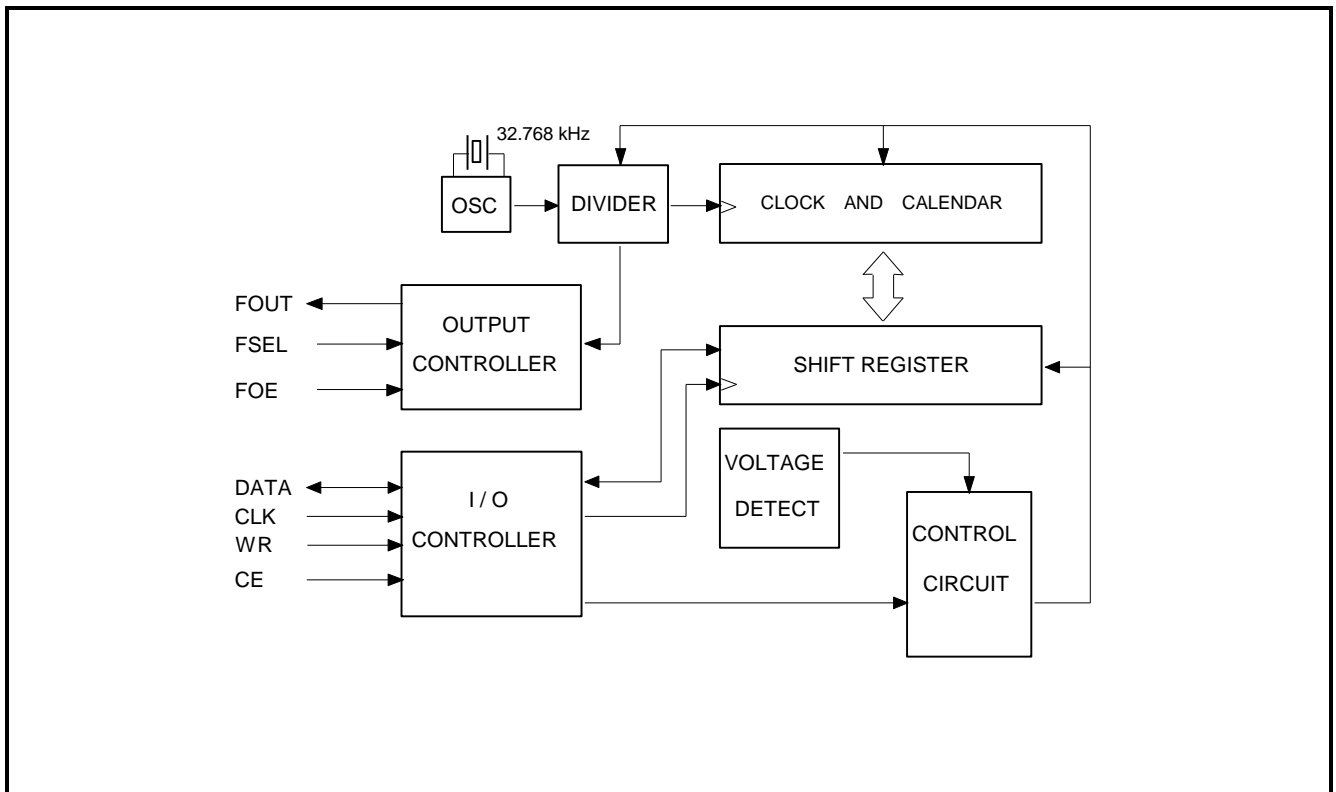 32.768 kHz
OSC
DIVIDER
CLOCK AND CALENDAR
FOUT
FSEL
FOE
OUTPUT
CONTROLLER
SHIFT REGISTER
DATA
CLK
WR
CE
I / O
CONTROLLER
VOLTAGE
DETECT
CONTROL
CIRCUIT